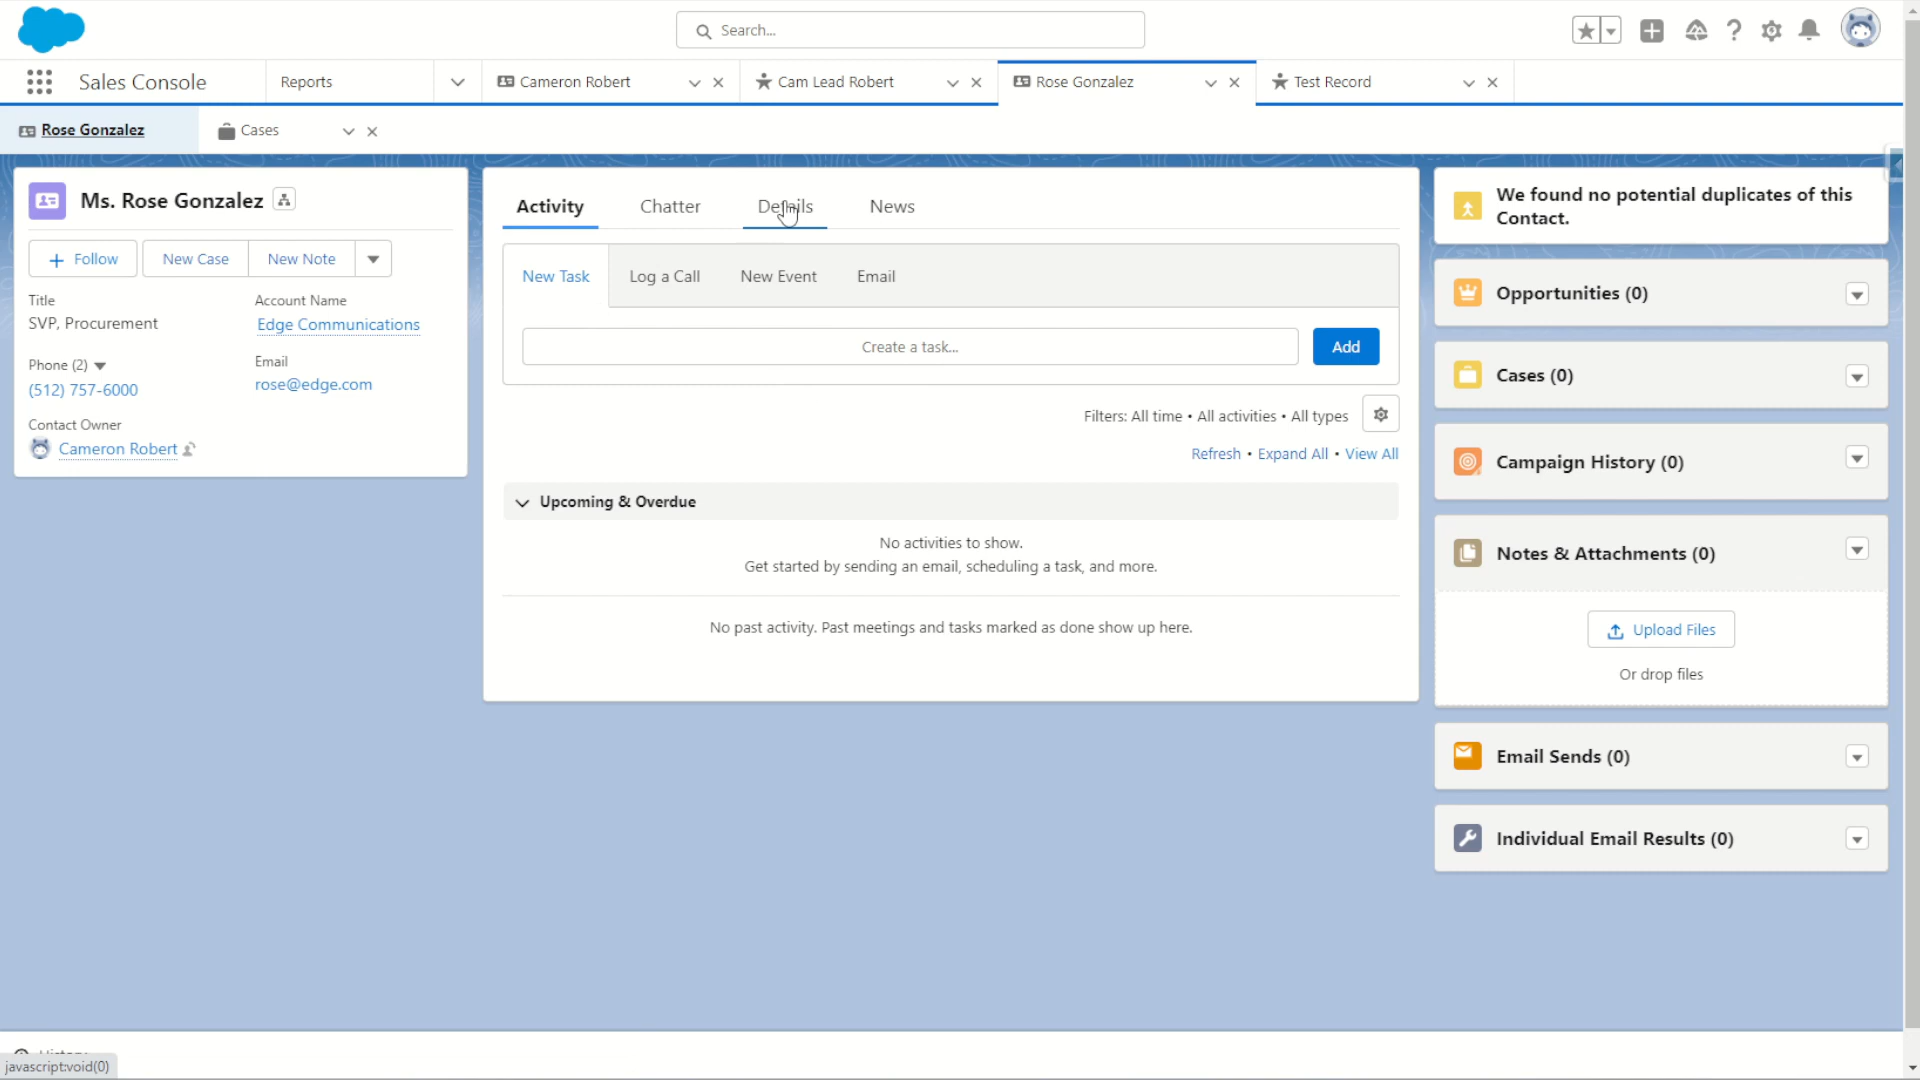 Search...
Sales Console
Reports
Cameron Robert
Cam Lead Robert
Rose Gonzalez
Test Record
Rose Gonzalez
Cases
Ms. Rose Gonzalez
Follow
New Case
New Note
Title
SVP, Procurement
Account Name
Edge Communications
Phone (2)
(512) 757-6000
Email
rose@edge.com
Contact Owner
Cameron Robert
Activity
Chatter
Details
News
New Task
Log a Call
New Event
Email
Create a task...
Add
Filters: All time • All activities • All types
Refresh • Expand All • View All
Upcoming & Overdue
No activities to show.
Get started by sending an email, scheduling a task, and more.
No past activity. Past meetings and tasks marked as done show up here.
We found no potential duplicates of this
Contact.
Opportunities (0)
Cases (0)
Campaign History (0)
Notes & Attachments (0)
Upload Files
Or drop files
Email Sends (0)
Individual Email Results (0)
History
javascript:void(0)